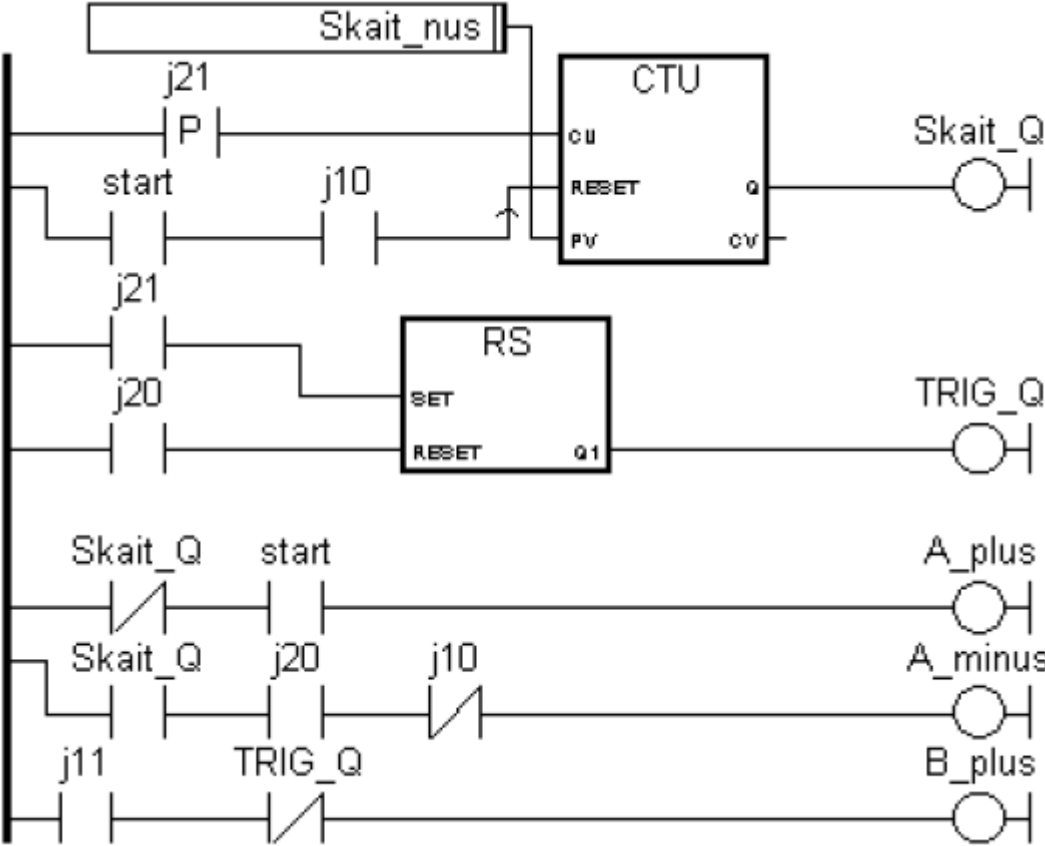 Skait_nus
j21
P
CTU
CU
Skait_Q
start
j10
RESET
Q
PV
CV
j21
RS
j20
SET
TRIG_Q
RESET
Q1
Skait_Q
start
A_plus
Skait_Q
j20
j10
A_minus
j11
TRIG_Q
B_plus